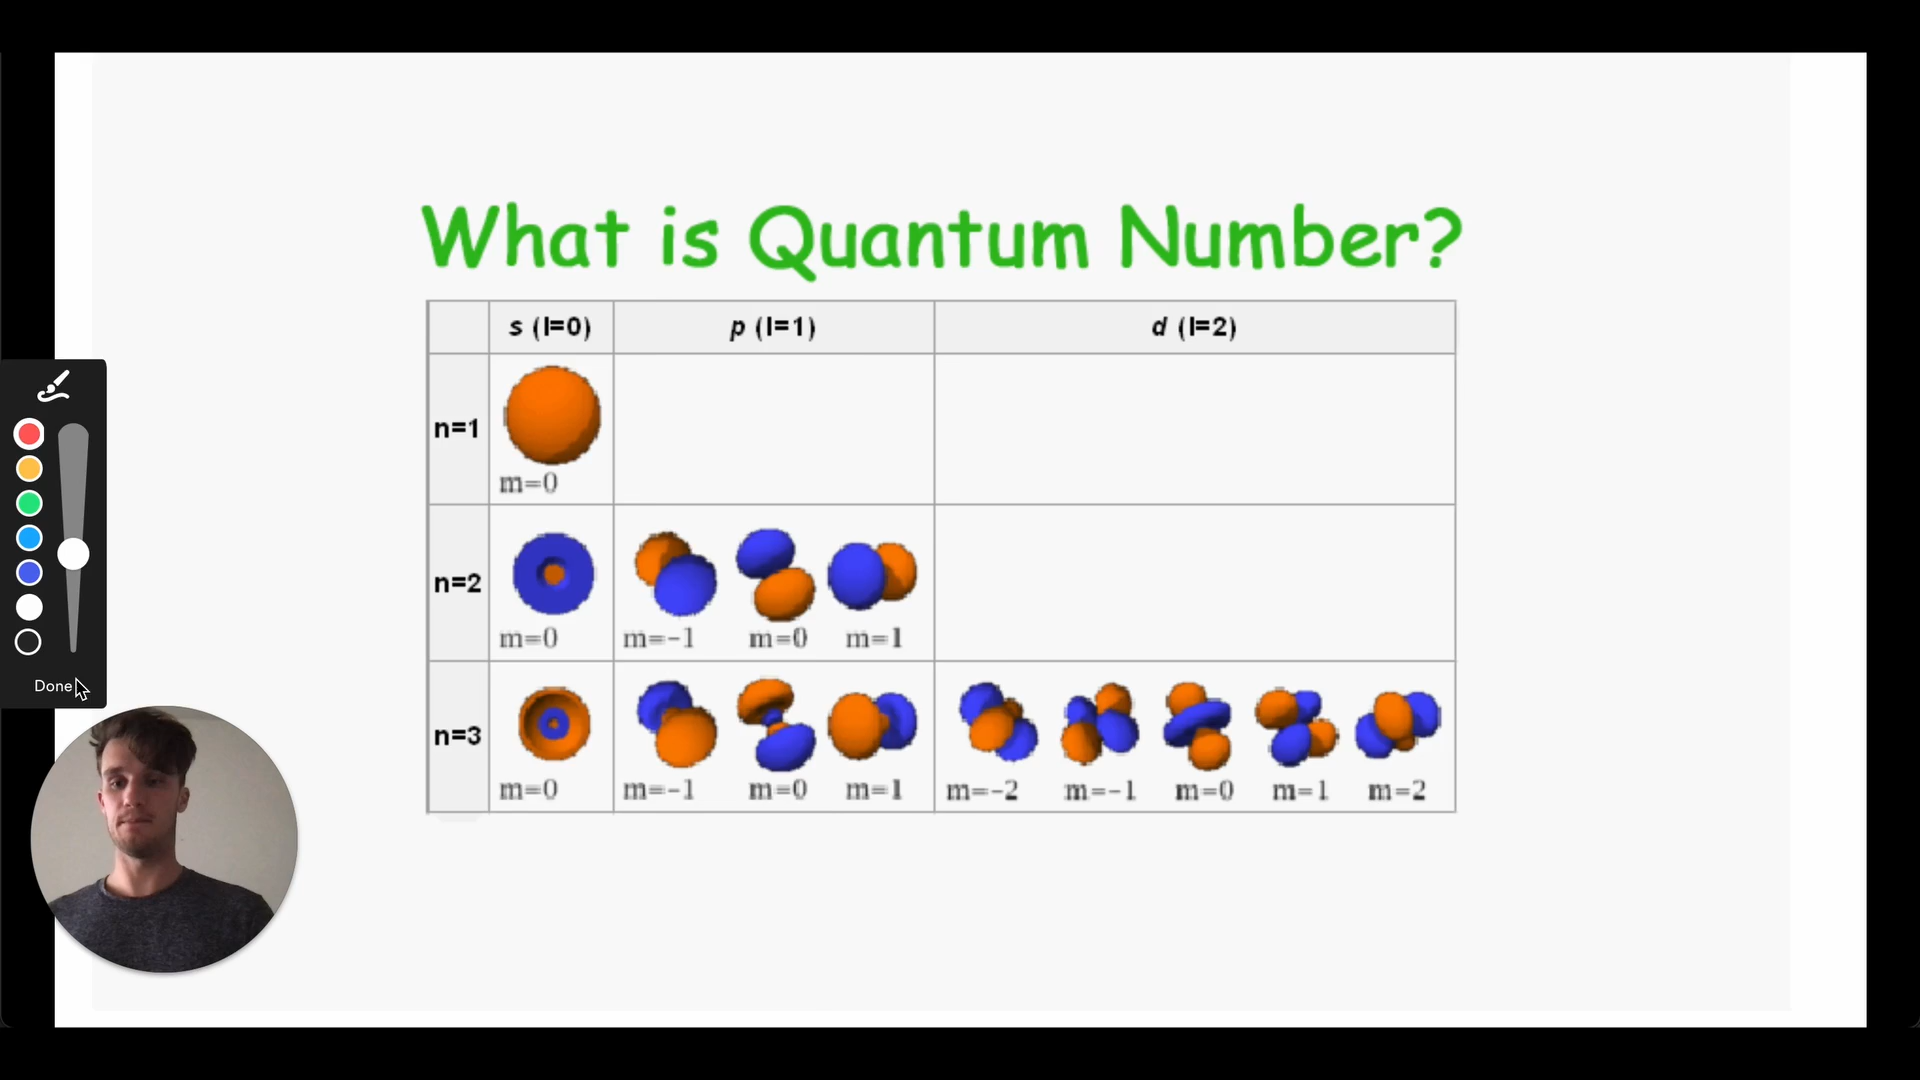 What is Quantum Number?
s (l=0) p (l=1) d (l=2)
n=1
m=0
n=2
m=0 m=-1 m=0 m=1
n=3
m=0 m=-1 m=0 m=1 m=-2 m=-1 m=0 m=1 m=2
Done